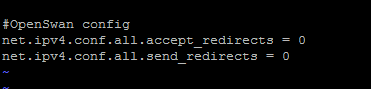 #OpenSwan config
net.ipv4.conf.all.accept_redirects = 0
net.ipv4.conf.all.send_redirects = 0
~
~